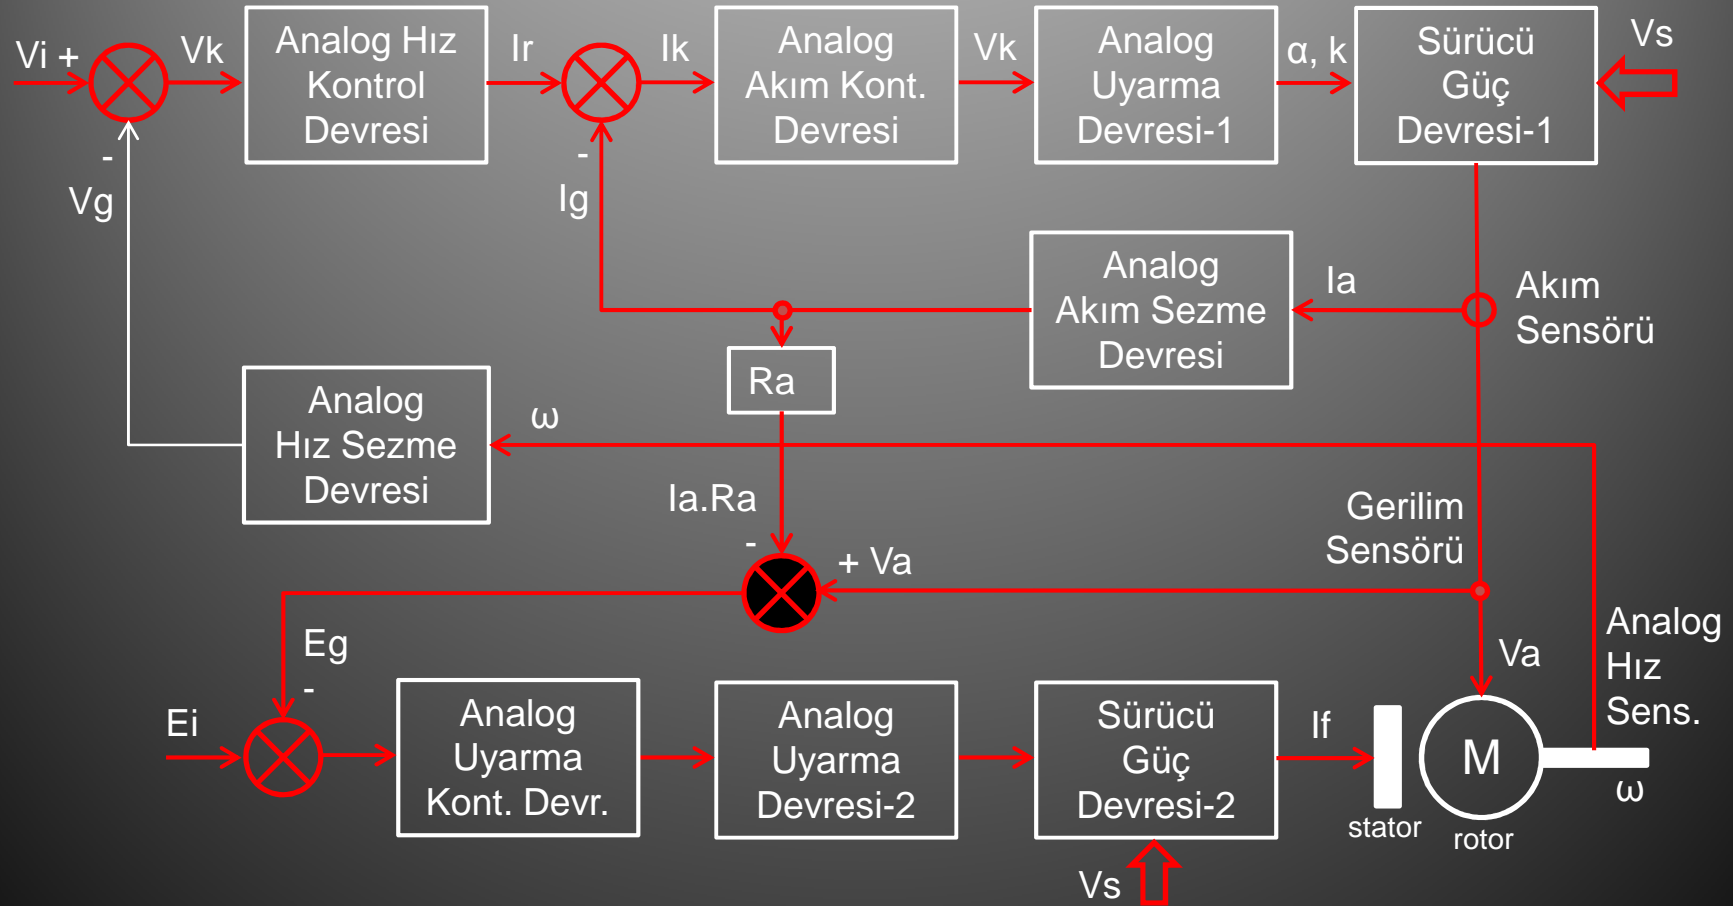 Vi +
Vk
Analog Hız
Kontrol
Devresi
Ir
Ik
Analog
Akım Kont.
Devresi
Vk
Analog
Uyarma
Devresi-1
α, k
Sürücü
Güç
Devresi-1
Vs
-
Vg
-
Ig
Analog
Akım Sezme
Devresi
Ia
Akım
Sensörü
Ra
Analog
Hız Sezme
Devresi
ω
Ia.Ra
-
+ Va
Gerilim
Sensörü
Eg
-
Ei
Analog
Uyarma
Kont. Devr.
Analog
Uyarma
Devresi-2
Sürücü
Güç
Devresi-2
If
Va
Analog
Hız
Sens.
M
ω
stator
rotor
Vs